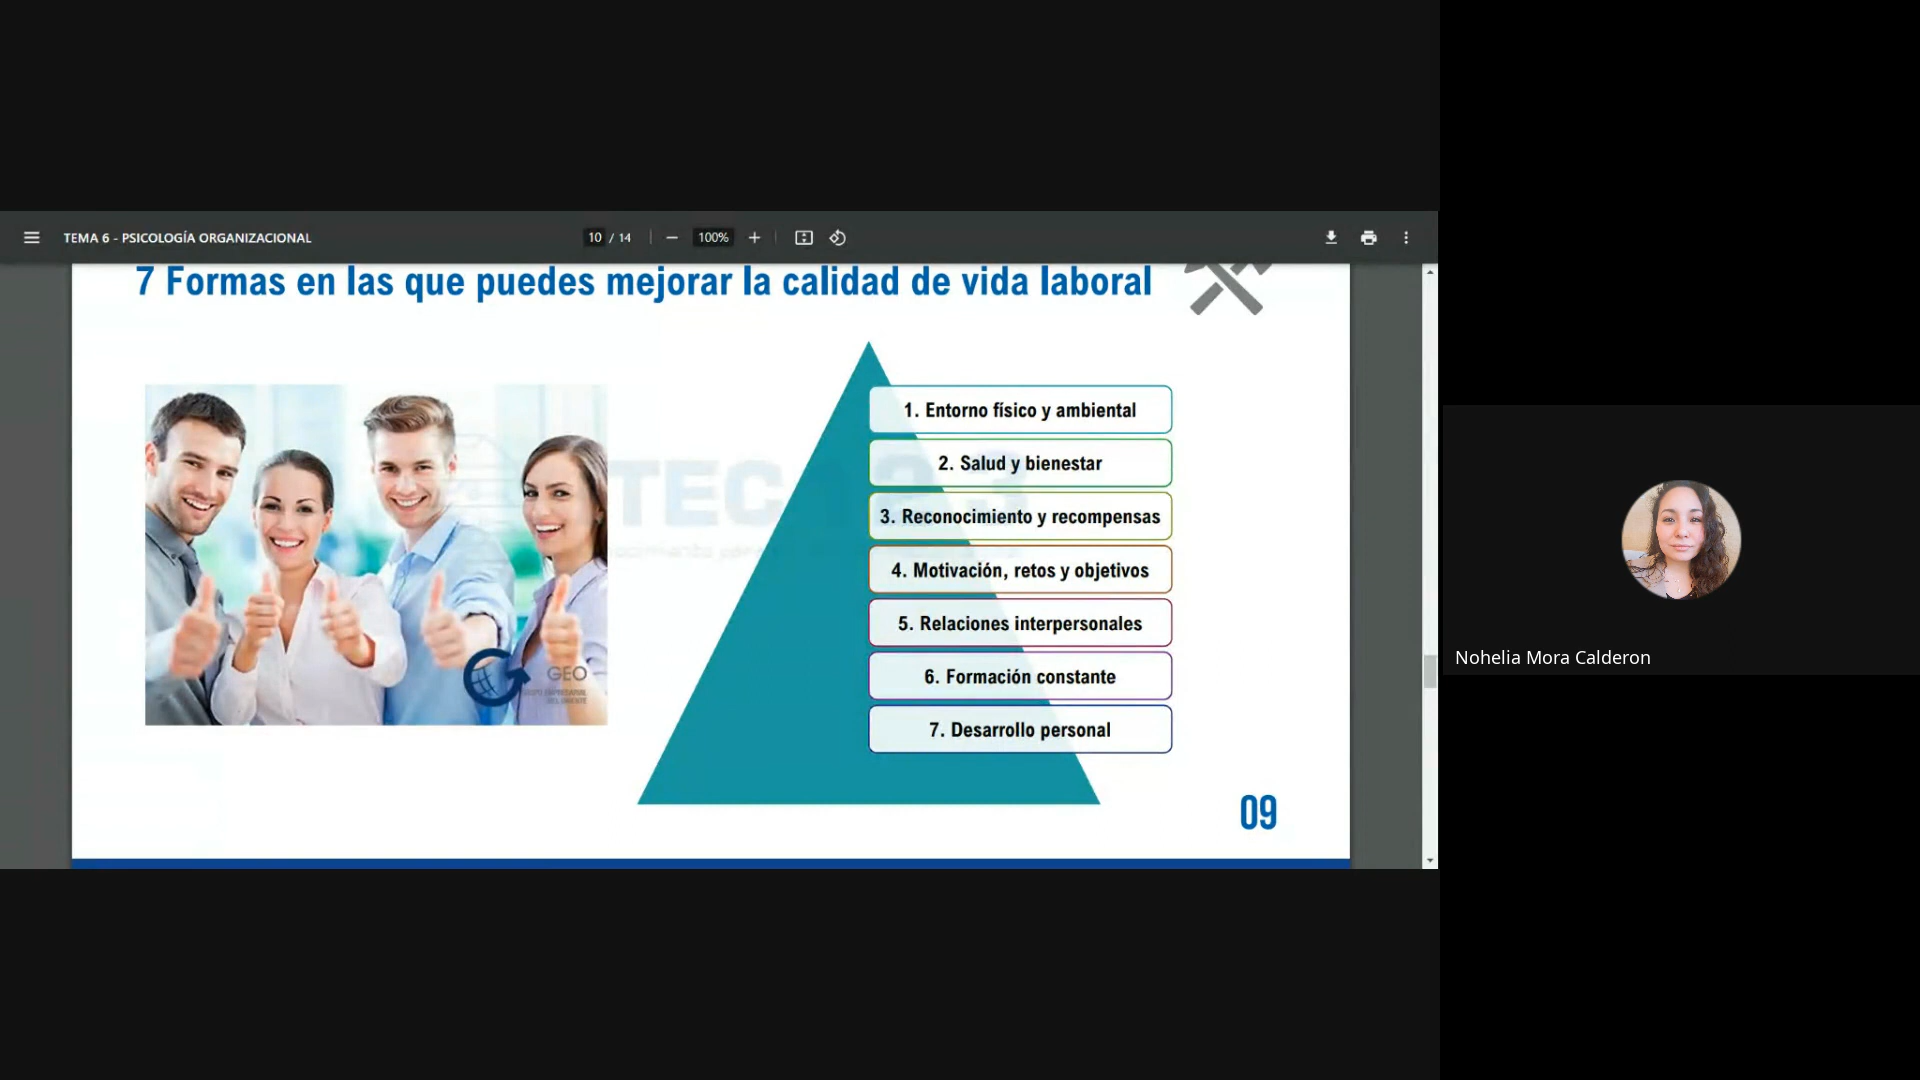 TEMA 6 - PSICOLOGÍA ORGANIZACIONAL
10 / 14
100%
7 Formas en las que puedes mejorar la calidad de vida laboral
1. Entorno físico y ambiental
2. Salud y bienestar
3. Reconocimiento y recompensas
4. Motivación, retos y objetivos
5. Relaciones interpersonales
6. Formación constante
7. Desarrollo personal
TEC
GEO
09
Nohelia Mora Calderon